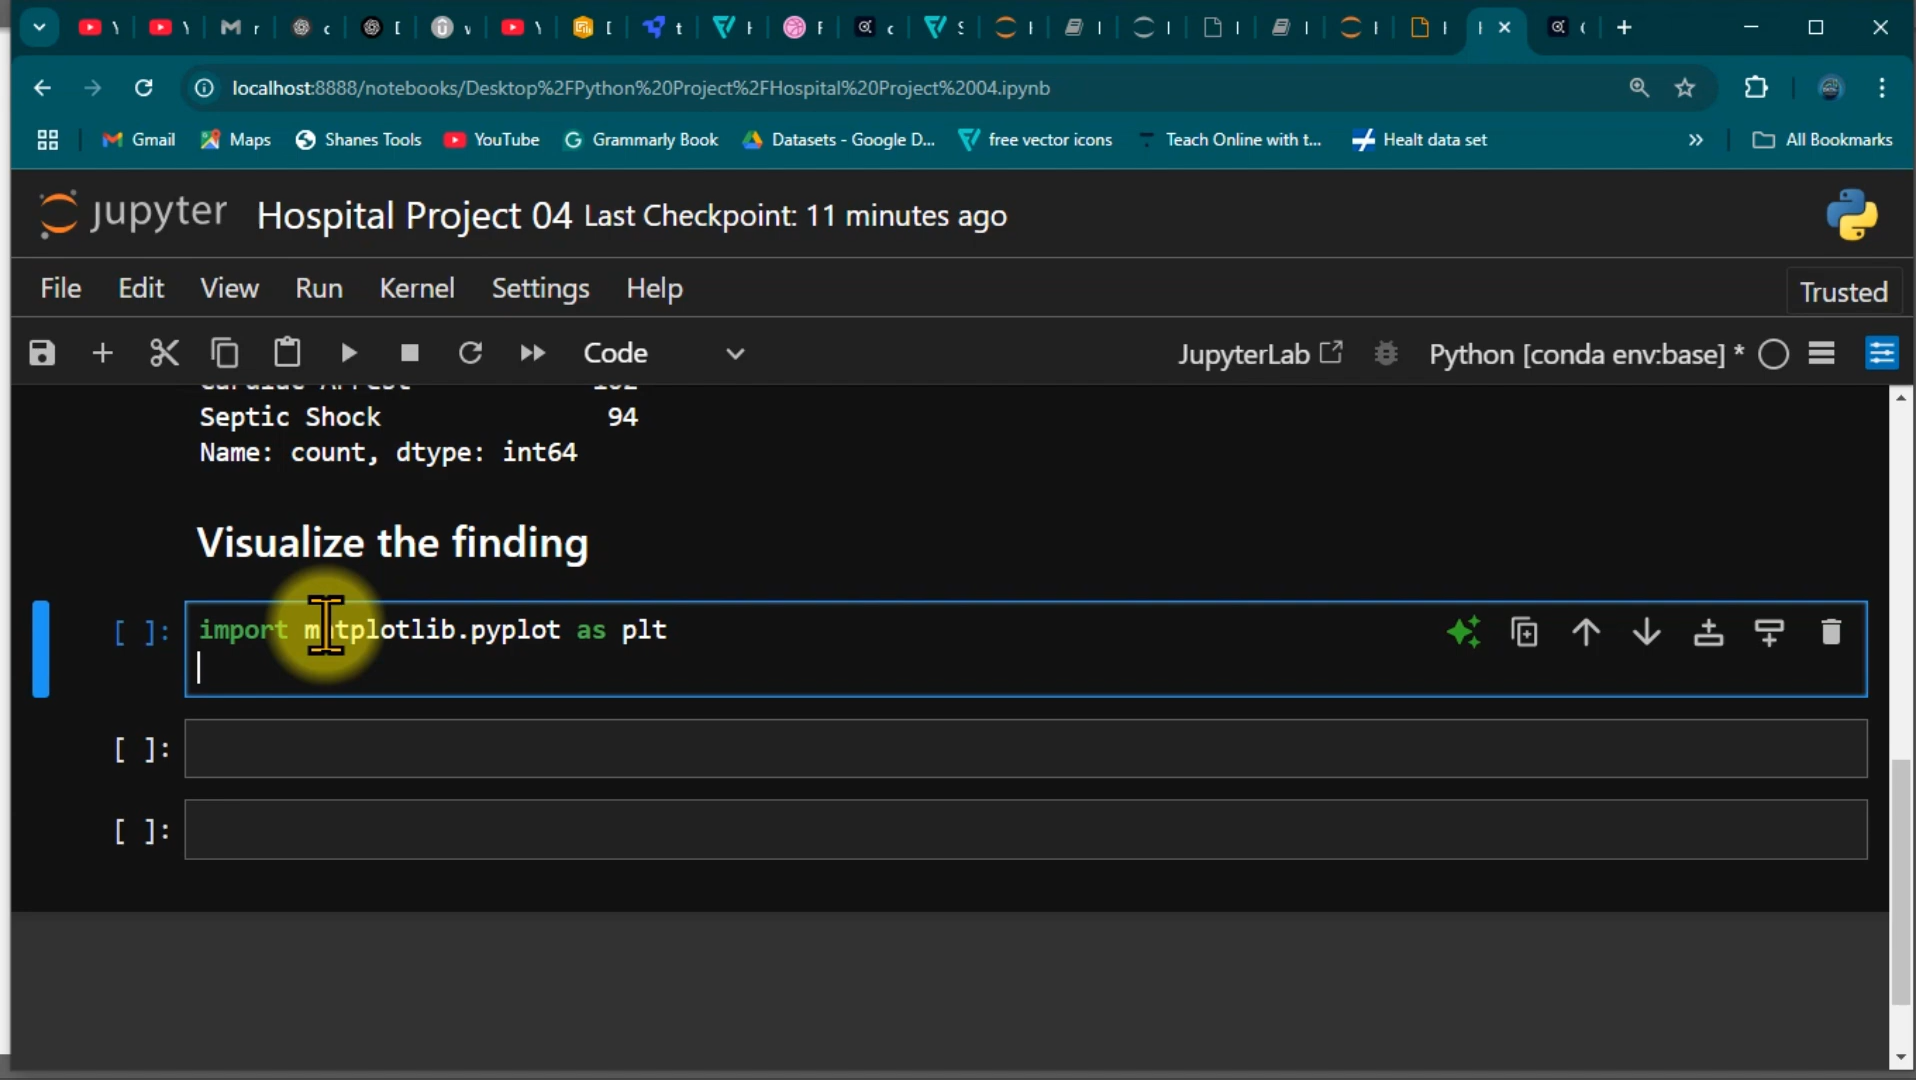 localhost:8888/notebooks/Desktop%2FPython%20Project%2FHospital%20Project%2004.ipynb
Gmail Maps Shanes Tools YouTube Grammarly Book Datasets - Google D... free vector icons Teach Online with t... Healt data set » All Bookmarks
jupyter Hospital Project 04 Last Checkpoint: 11 minutes ago
File Edit View Run Kernel Settings Help Trusted
Code JupyterLab Python [conda env:base] *
Septic Shock 94
Name: count, dtype: int64
Visualize the finding
[ ]: import matplotlib.pyplot as plt
[ ]:
[ ]: